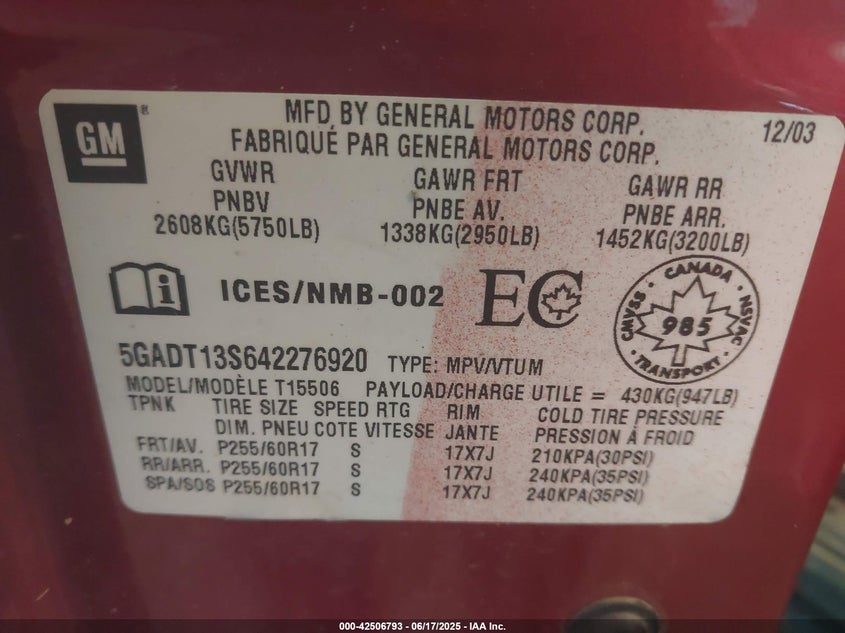 GM ®
MFD BY GENERAL MOTORS CORP. 12/03
FABRIQUÉ PAR GENERAL MOTORS CORP.
GVWR GAWR FRT GAWR RR
PNBV PNBE AV. PNBE ARR.
2608KG(5750LB) 1338KG(2950LB) 1452KG(3200LB)
i ICES/NMB-002 EC
CANADA
CMVSS 985 NSVAC
TRANSPORT
5GADT13S642276920 TYPE: MPV/VTUM
MODEL/MODÈLE T15506 PAYLOAD/CHARGE UTILE = 430KG(947LB)
TPNK TIRE SIZE SPEED RTG RIM COLD TIRE PRESSURE
DIM. PNEU COTE VITESSE JANTE PRESSION À FROID
FRT/AV. P255/60R17 S 17X7J 210KPA(30PSI)
RR/ARR. P255/60R17 S 17X7J 240KPA(35PSI)
SPA/SOS P255/60R17 S 17X7J 240KPA(35PSI)
000-42506793 - 06/17/2025 - IAA Inc.